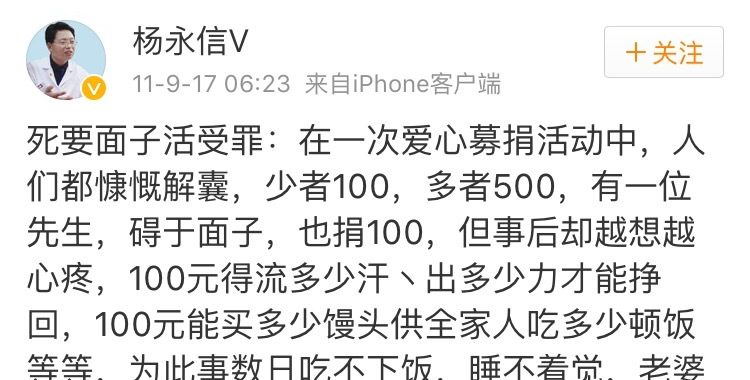 杨永信V
+关注
11-9-17 06:23 来自iPhone客户端
死要面子活受罪：在一次爱心募捐活动中，人
们都慷慨解囊，少者100，多者500，有一位
先生，碍于面子，也捐100，但事后却越想越
心疼，100元得流多少汗丶出多少力才能挣
回，100元能买多少馒头供全家人吃多少顿饭
等等，为此事数日吃不下饭，睡不着觉，老婆